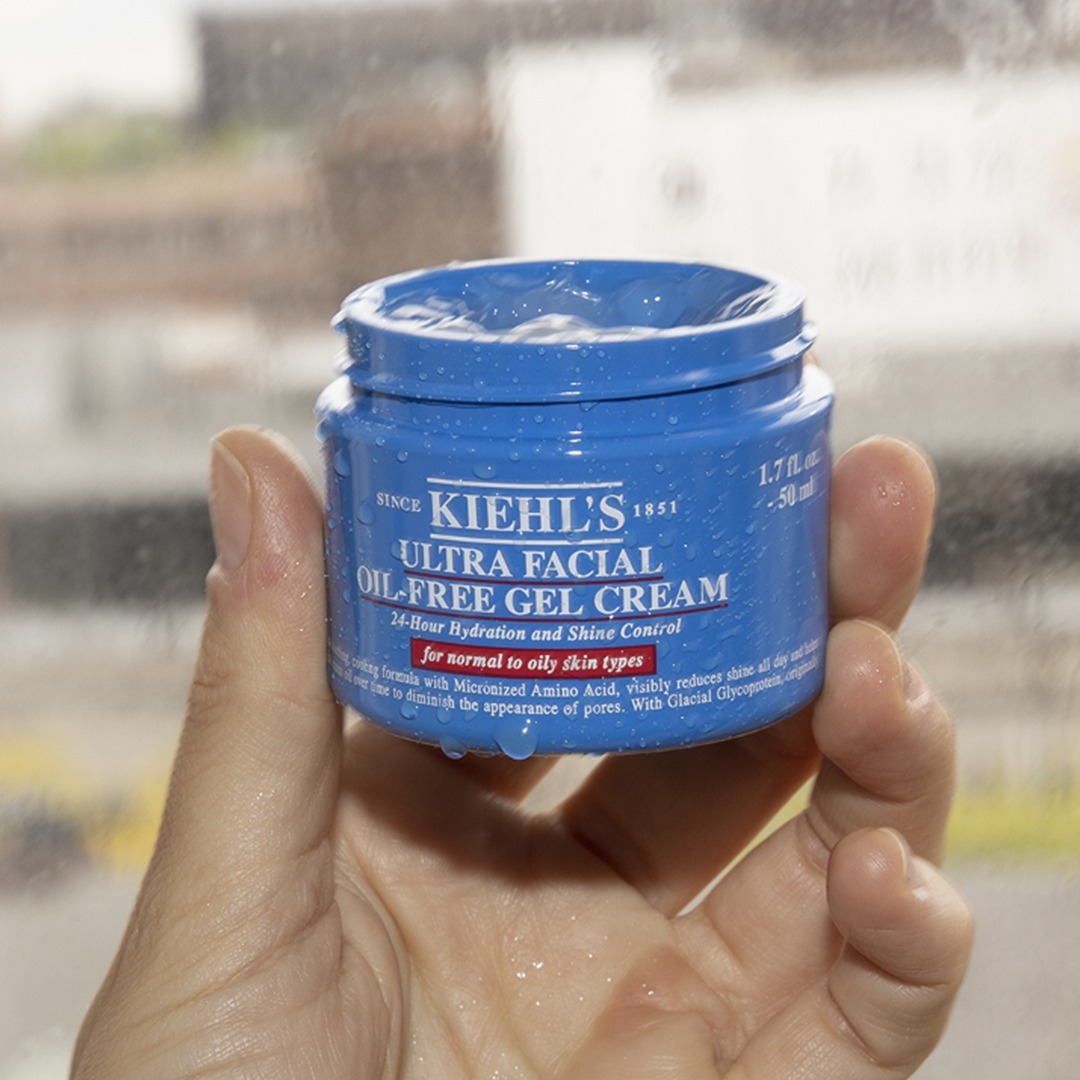 SINCE KIEHL'S 1851
1.7 fl. oz.
- 50 ml
ULTRA FACIAL
OIL-FREE GEL CREAM
24-Hour Hydration and Shine Control
for normal to oily skin types
cooling formula with Micronized Amino Acid, visibly reduces shine all day and helps
oil over time to diminish the appearance of pores. With Glacial Glycoprotein, originally